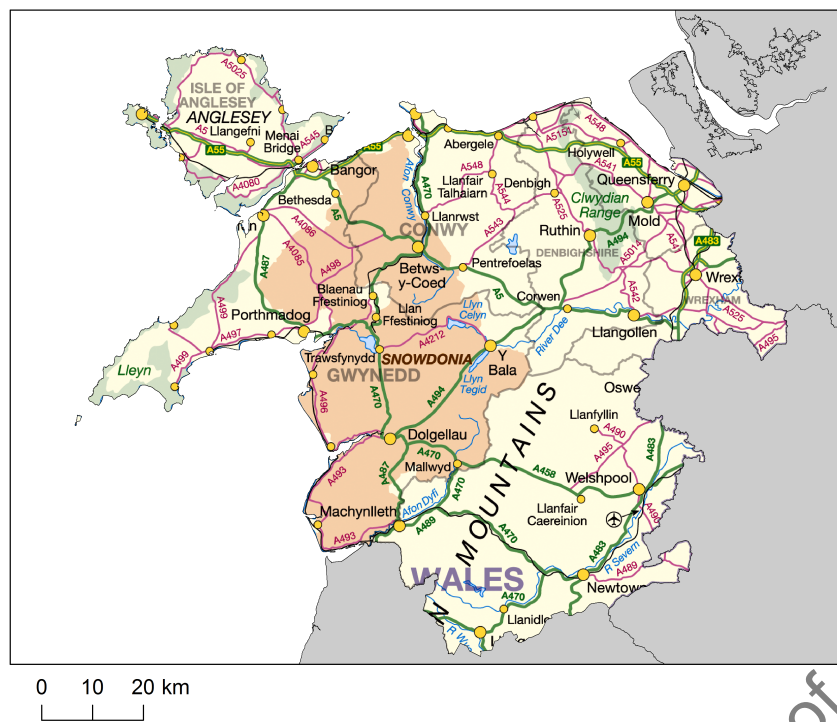 A5025
ISLE OF
ANGLESEY
ANGLESEY
A5
Llangefni
Menai
Bridge
A545
B
A55
A55
A4080
Bangor
Bethesda
A5
Afon Conwy
A470
Abergele
A548
Llanfair
Talhaiarn
A544
Denbigh
A5151
A548
Holywell
A541
A55
Queensferry
Clwydian
Range
Mold
A525
Ruthin
A494
DENBIGHSHIRE
A5014
A541
A483
Wrex
WREXHAM
A525
A495
A542
Llangollen
Llanrwst
CONWY
A543
Pentrefoelas
Betws-
y-Coed
A5
Corwen
River Dee
n
A4086
A4085
A498
A487
A499
Blaenau
Ffestiniog
Llan
Ffestiniog
Llyn
Celyn
Porthmadog
A497
A499
Lleyn
Trawsfynydd
A4212
SNOWDONIA
GWYNEDD
Y
Bala
Llyn
Tegid
A470
A494
A496
Oswe
Llanfyllin
A490
A495
A483
Dolgellau
A470
Mallwyd
A487
A470
A458
Welshpool
Llanfair
Caereinion
A490
A493
Machynlleth
Afon Dyfi
A489
A493
A470
A483
R Severn
A489
Newtow
N MOUNTAINS
WALES
A470
Llanidle
R Wye
0 10 20 km
of